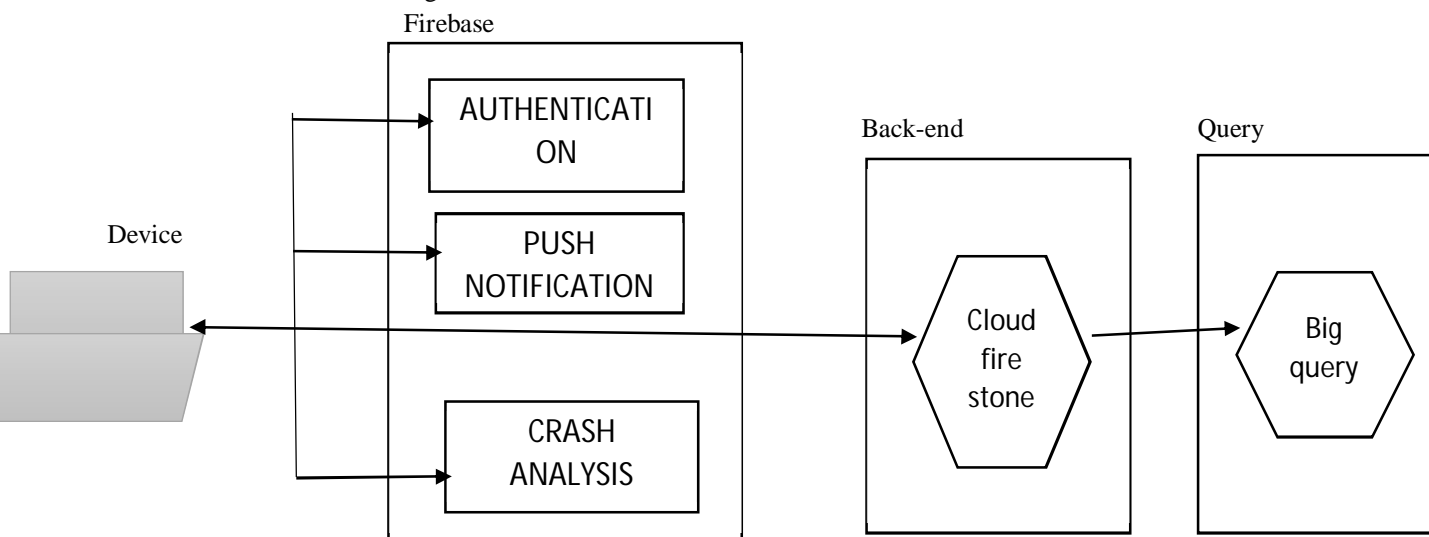 Firebase
AUTHENTICATI
ON
Back-end
Query
PUSH
NOTIFICATION
Device
Cloud
fire
stone
Big
query
CRASH
ANALYSIS